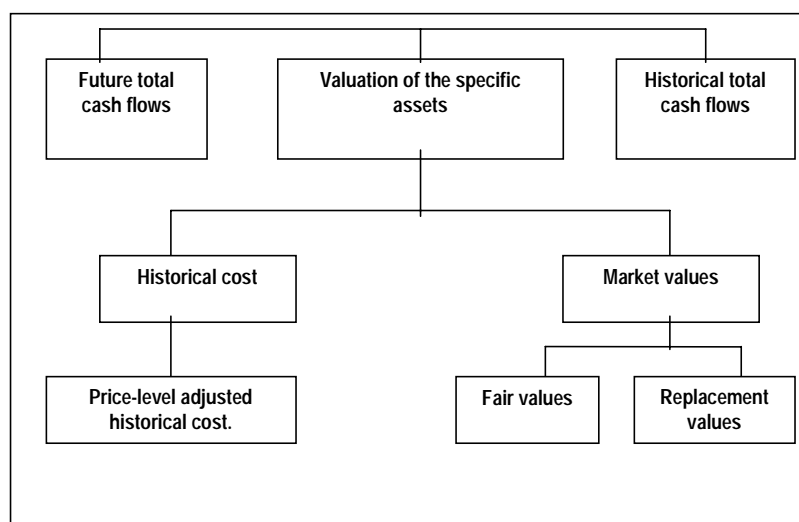 Future total
cash flows
Valuation of the specific
assets
Historical total
cash flows
Historical cost
Market values
Price-level adjusted
historical cost.
Fair values
Replacement
values